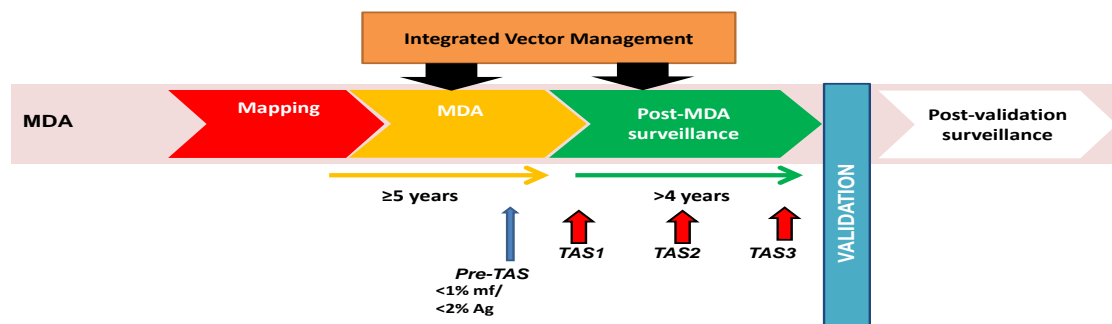 Integrated Vector Management
MDA
Mapping
MDA
Post-MDA
surveillance
Post-validation
surveillance
≥5 years
>4 years
VALIDATION
Pre-TAS
<1% mf/
<2% Ag
TAS1
TAS2
TAS3